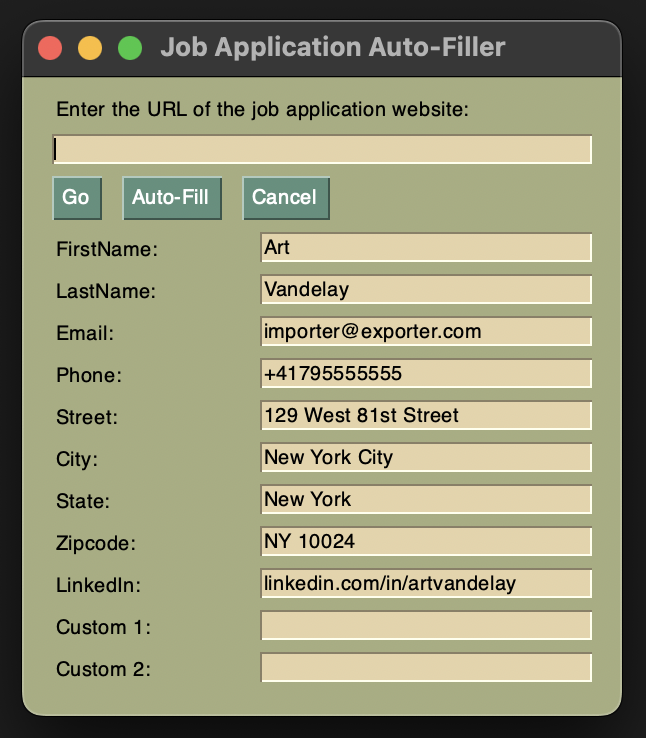 Job Application Auto-Filler
Enter the URL of the job application website:
Go Auto-Fill Cancel
FirstName: Art
LastName: Vandelay
Email: importer@exporter.com
Phone: +41795555555
Street: 129 West 81st Street
City: New York City
State: New York
Zipcode: NY 10024
LinkedIn: linkedin.com/in/artvandelay
Custom 1:
Custom 2: